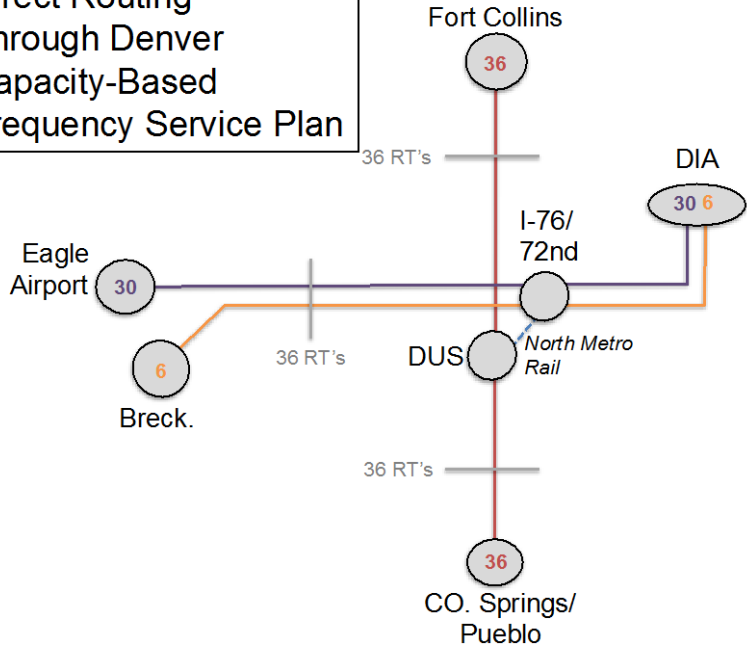 rect Routing
hrough Denver
apacity-Based
requency Service Plan
Fort Collins
36
36 RT's
DIA
30 6
I-76/
72nd
Eagle
Airport
30
36 RT's
6
Breck.
DUS
North Metro
Rail
36 RT's
36
CO. Springs/
Pueblo